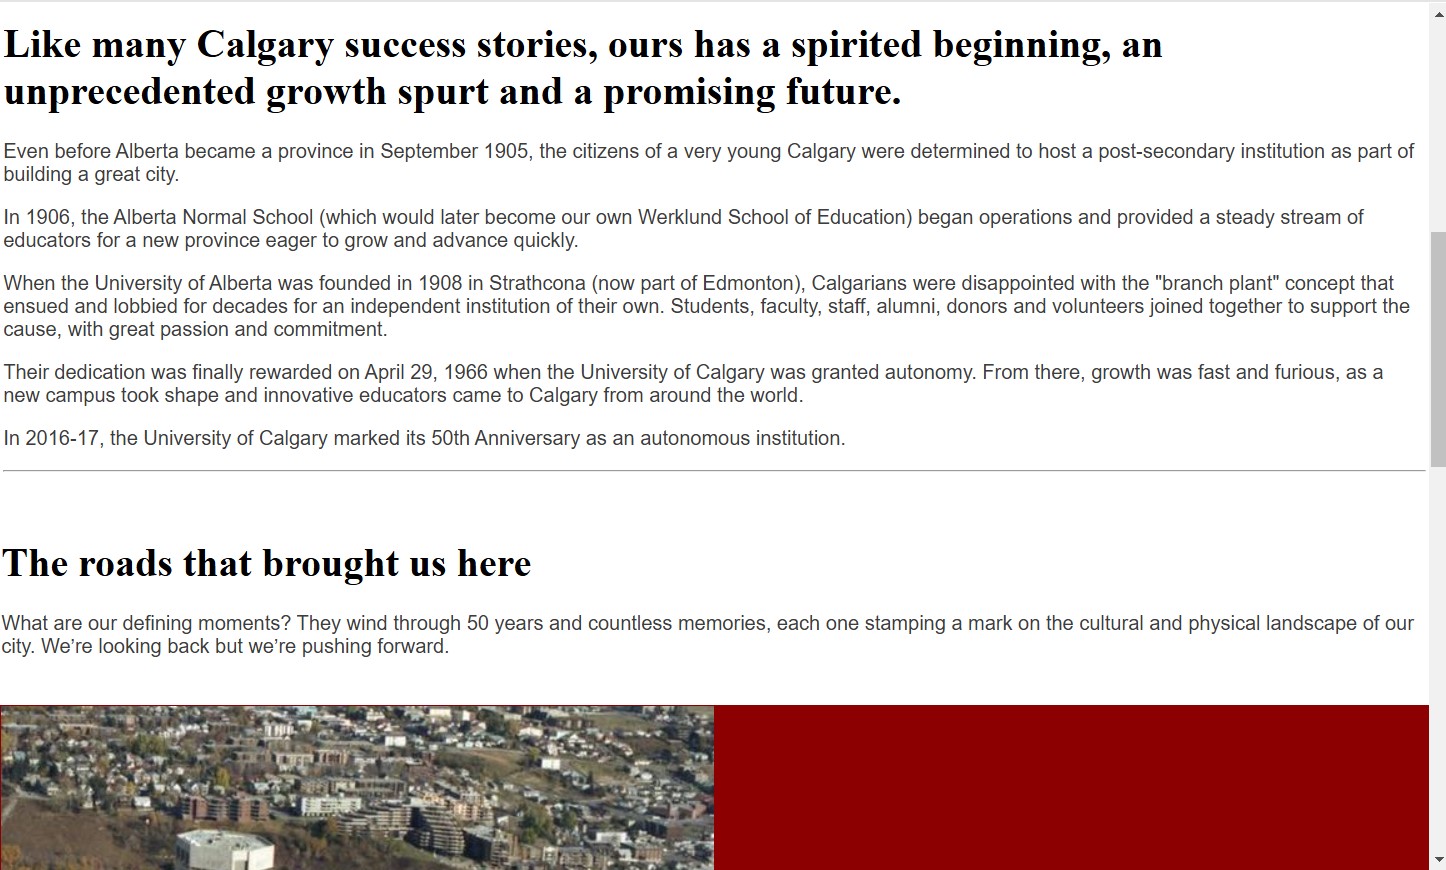 Like many Calgary success stories, ours has a spirited beginning, an
unprecedented growth spurt and a promising future.
Even before Alberta became a province in September 1905, the citizens of a very young Calgary were determined to host a post-secondary institution as part of
building a great city.
In 1906, the Alberta Normal School (which would later become our own Werklund School of Education) began operations and provided a steady stream of
educators for a new province eager to grow and advance quickly.
When the University of Alberta was founded in 1908 in Strathcona (now part of Edmonton), Calgarians were disappointed with the "branch plant" concept that
ensued and lobbied for decades for an independent institution of their own. Students, faculty, staff, alumni, donors and volunteers joined together to support the
cause, with great passion and commitment.
Their dedication was finally rewarded on April 29, 1966 when the University of Calgary was granted autonomy. From there, growth was fast and furious, as a
new campus took shape and innovative educators came to Calgary from around the world.
In 2016-17, the University of Calgary marked its 50th Anniversary as an autonomous institution.
The roads that brought us here
What are our defining moments? They wind through 50 years and countless memories, each one stamping a mark on the cultural and physical landscape of our
city. We’re looking back but we’re pushing forward.